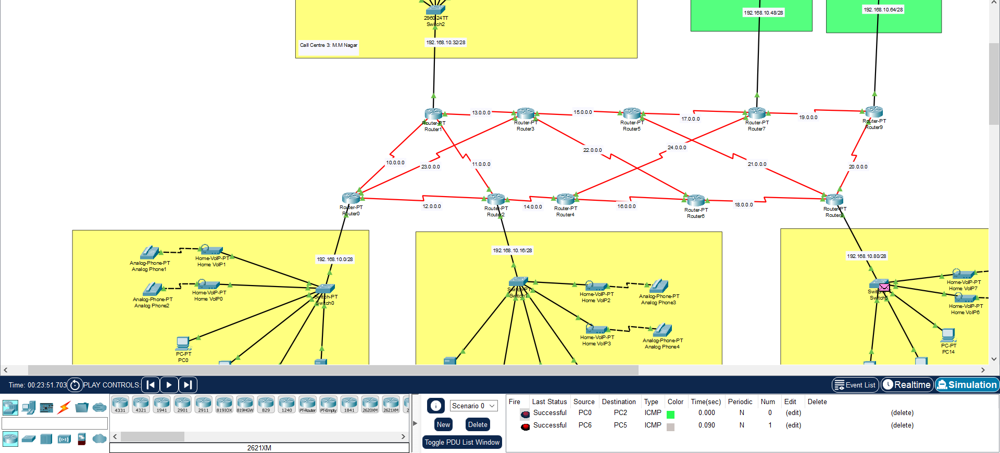 2960-24TT
Switch2
192.168.10.32/28
Call Centre 3: M.M Nagar
192.168.10.48/28
192.168.10.64/28
13.0.0.0
15.0.0.0
17.0.0.0
19.0.0.0
Router-PT
Router1
Router-PT
Router3
Router-PT
Router5
Router-PT
Router7
Router-PT
Router9
10.0.0.0
23.0.0.0
11.0.0.0
22.0.0.0
24.0.0.0
21.0.0.0
20.0.0.0
Router-PT
Router0
12.0.0.0
Router-PT
Router2
14.0.0.0
Router-PT
Router4
16.0.0.0
Router-PT
Router6
18.0.0.0
Router-PT
Router8
Analog-Phone-PT
Analog Phone1
Home-VoIP-PT
Home VoIP1
192.168.10.0/28
Analog-Phone-PT
Analog Phone2
Home-VoIP-PT
Home VoIP0
Switch-PT
Switch0
PC-PT
PC0
192.168.10.16/28
Switch-PT
Switch1
Home-VoIP-PT
Home VoIP2
Analog-Phone-PT
Analog Phone3
Home-VoIP-PT
Home VoIP3
Analog-Phone-PT
Analog Phone4
192.168.10.80/28
Home-VoIP-PT
Home VoIP7
Home-VoIP-PT
Home VoIP6
PC-PT
PC14
Time: 00:23:51.703 PLAY CONTROLS:
Event List Realtime Simulation
4331 4321 1941 2901 2911 819IOX 819HGW 829 1240 PT-Router PT-Empty 1841 2620XM 2621XM
2621XM
Scenario 0
New Delete
Toggle PDU List Window
Fire Last Status Source Destination Type Color Time(sec) Periodic Num Edit Delete
Successful PC0 PC2 ICMP 0.000 N 0 (edit) (delete)
Successful PC6 PC5 ICMP 0.090 N 1 (edit) (delete)